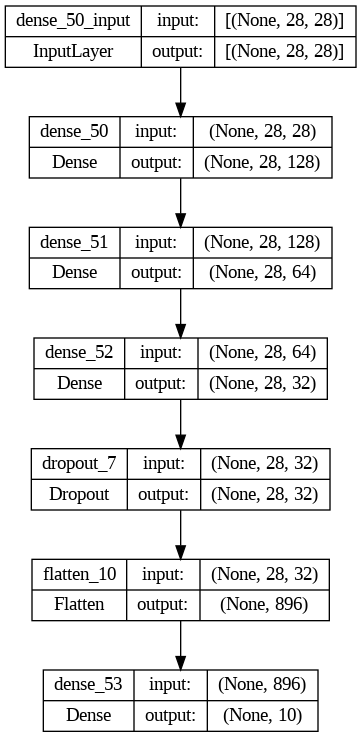 dense_50_input input: [(None, 28, 28)]
InputLayer output: [(None, 28, 28)]
dense_50 input: (None, 28, 28)
Dense output: (None, 28, 128)
dense_51 input: (None, 28, 128)
Dense output: (None, 28, 64)
dense_52 input: (None, 28, 64)
Dense output: (None, 28, 32)
dropout_7 input: (None, 28, 32)
Dropout output: (None, 28, 32)
flatten_10 input: (None, 28, 32)
Flatten output: (None, 896)
dense_53 input: (None, 896)
Dense output: (None, 10)